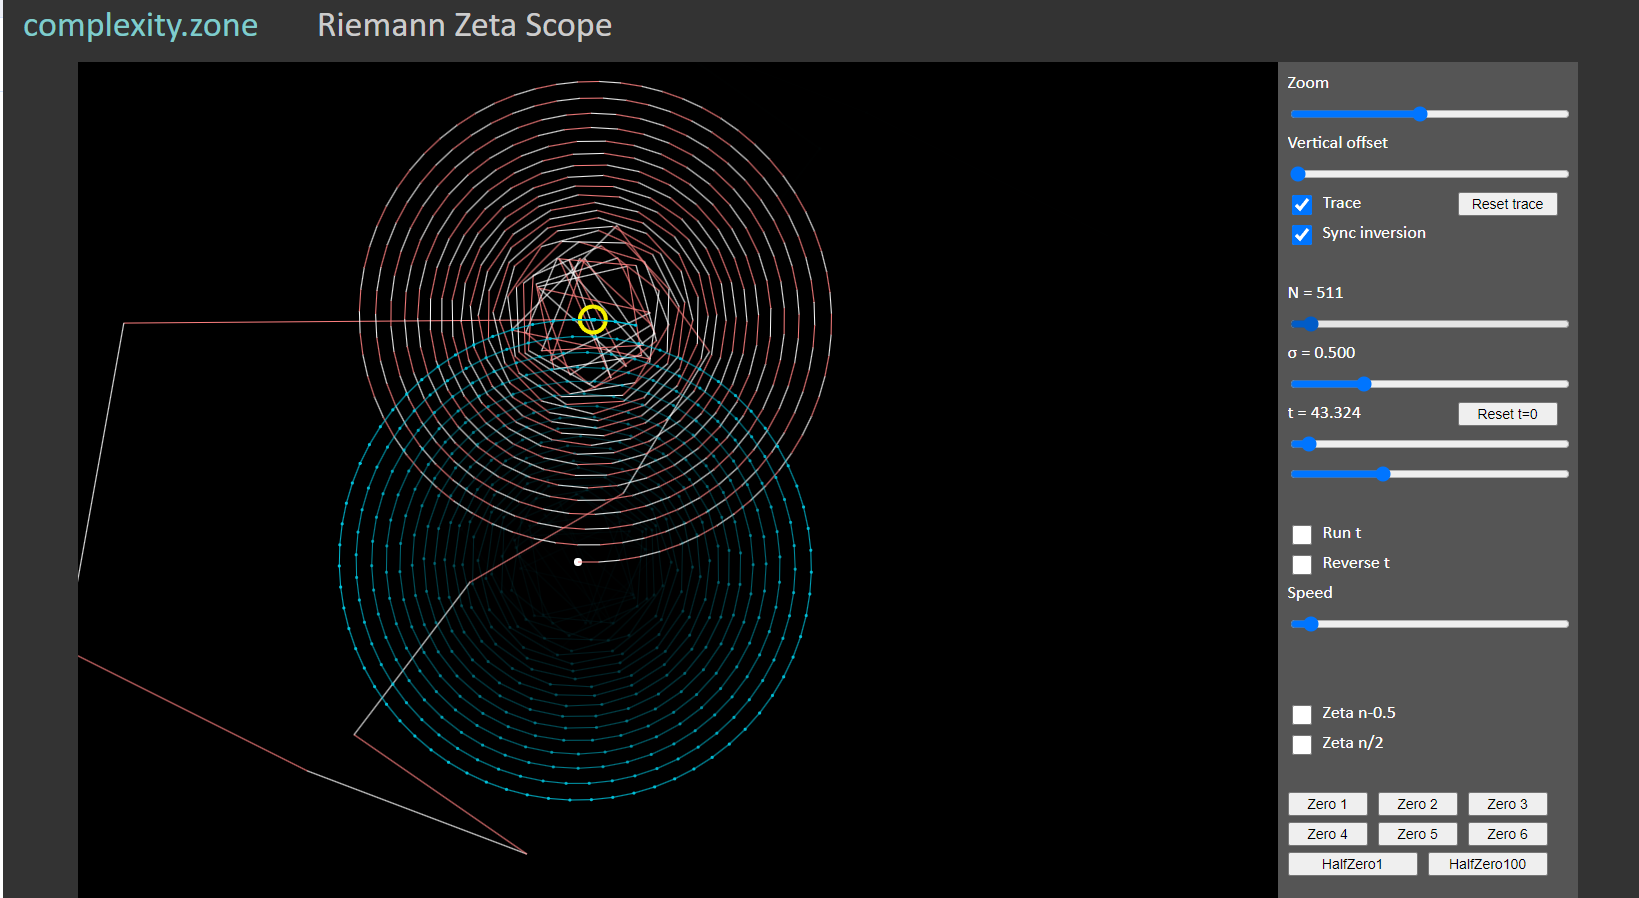 complexity.zone Riemann Zeta Scope
Zoom
Vertical offset
Trace Reset trace
Sync inversion
N = 511
σ = 0.500
t = 43.324 Reset t=0
Run t
Reverse t
Speed
Zeta n-0.5
Zeta n/2
Zero 1 Zero 2 Zero 3
Zero 4 Zero 5 Zero 6
HalfZero1 HalfZero100